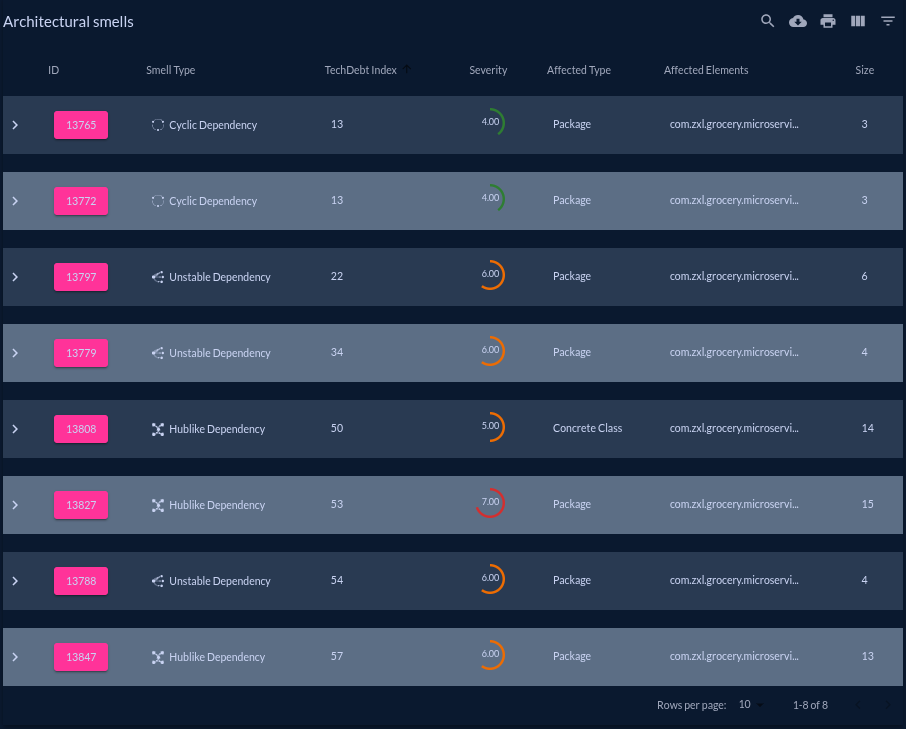 Architectural smells
ID Smell Type TechDebt Index Severity Affected Type Affected Elements Size
13765 Cyclic Dependency 13 4.00 Package com.zxl.grocery.microservi... 3
13772 Cyclic Dependency 13 4.00 Package com.zxl.grocery.microservi... 3
13797 Unstable Dependency 22 6.00 Package com.zxl.grocery.microservi... 6
13779 Unstable Dependency 34 6.00 Package com.zxl.grocery.microservi... 4
13808 Hublike Dependency 50 5.00 Concrete Class com.zxl.grocery.microservi... 14
13827 Hublike Dependency 53 7.00 Package com.zxl.grocery.microservi... 15
13788 Unstable Dependency 54 6.00 Package com.zxl.grocery.microservi... 4
13847 Hublike Dependency 57 6.00 Package com.zxl.grocery.microservi... 13
Rows per page: 10 1-8 of 8